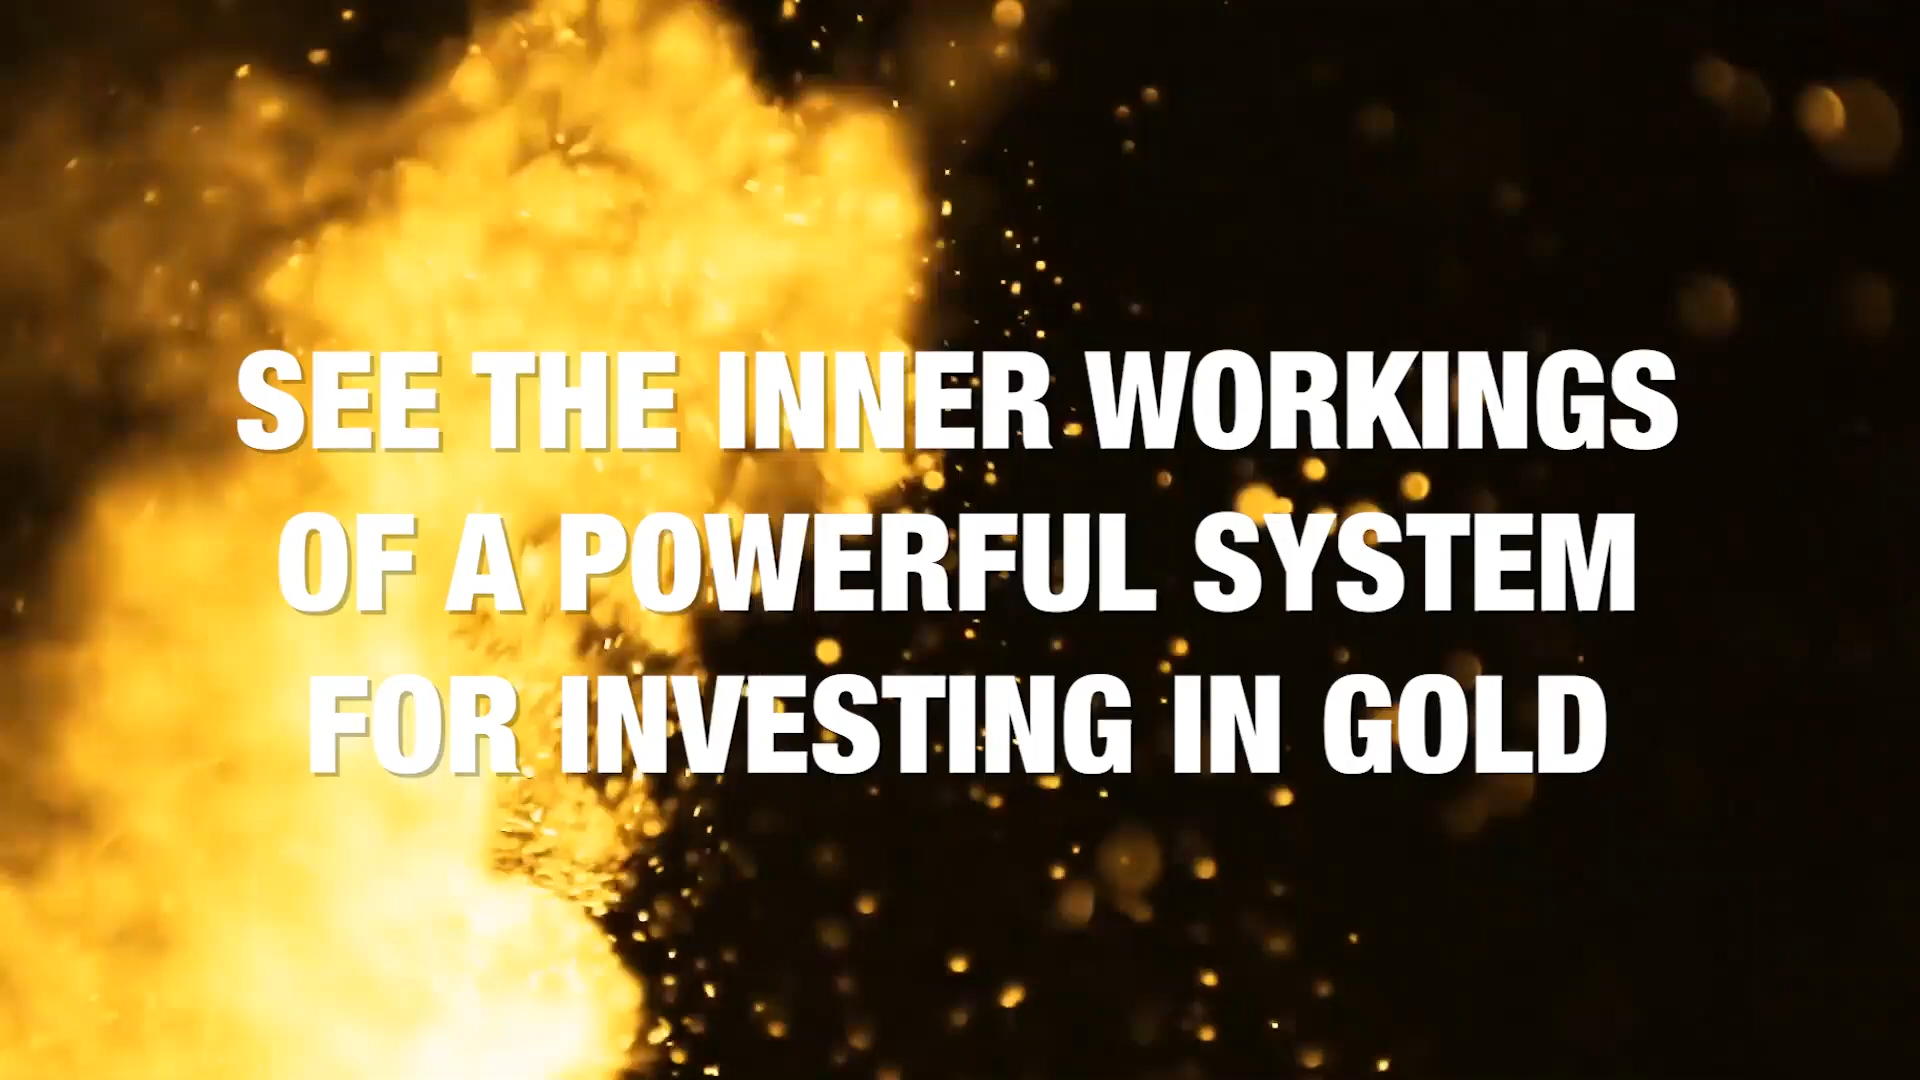 SEE THE INNER WORKINGS
OF A POWERFUL SYSTEM
FOR INVESTING IN GOLD